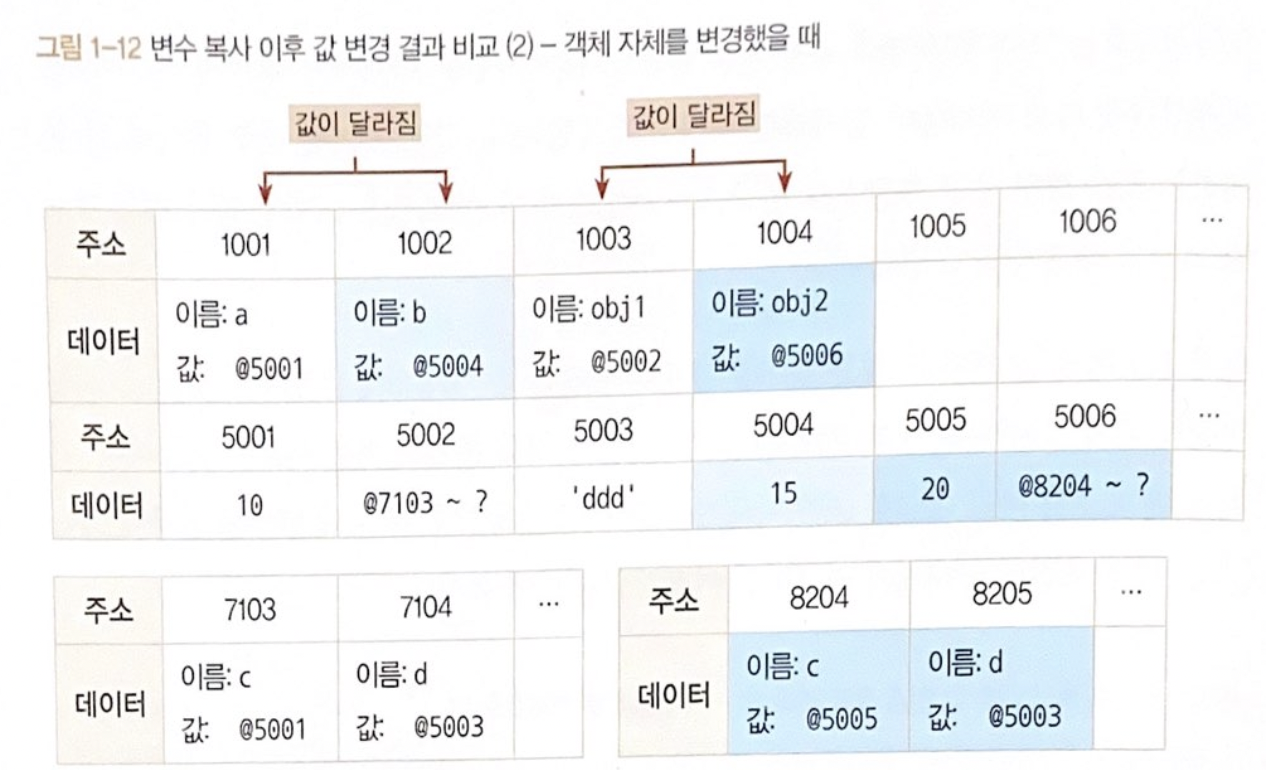 그림 1-12 변수 복사 이후 값 변경 결과 비교 (2) – 객체 자체를 변경했을 때
값이 달라짐 값이 달라짐
주소 1001 1002 1003 1004 1005 1006 …
데이터 이름: a 이름: b 이름: obj1 이름: obj2
값: @5001 값: @5004 값: @5002 값: @5006
주소 5001 5002 5003 5004 5005 5006 …
데이터 10 @7103 ~ ? 'ddd' 15 20 @8204 ~ ?
주소 7103 7104 …
데이터 이름: c 이름: d
값: @5001 값: @5003
주소 8204 8205 …
데이터 이름: c 이름: d
값: @5005 값: @5003